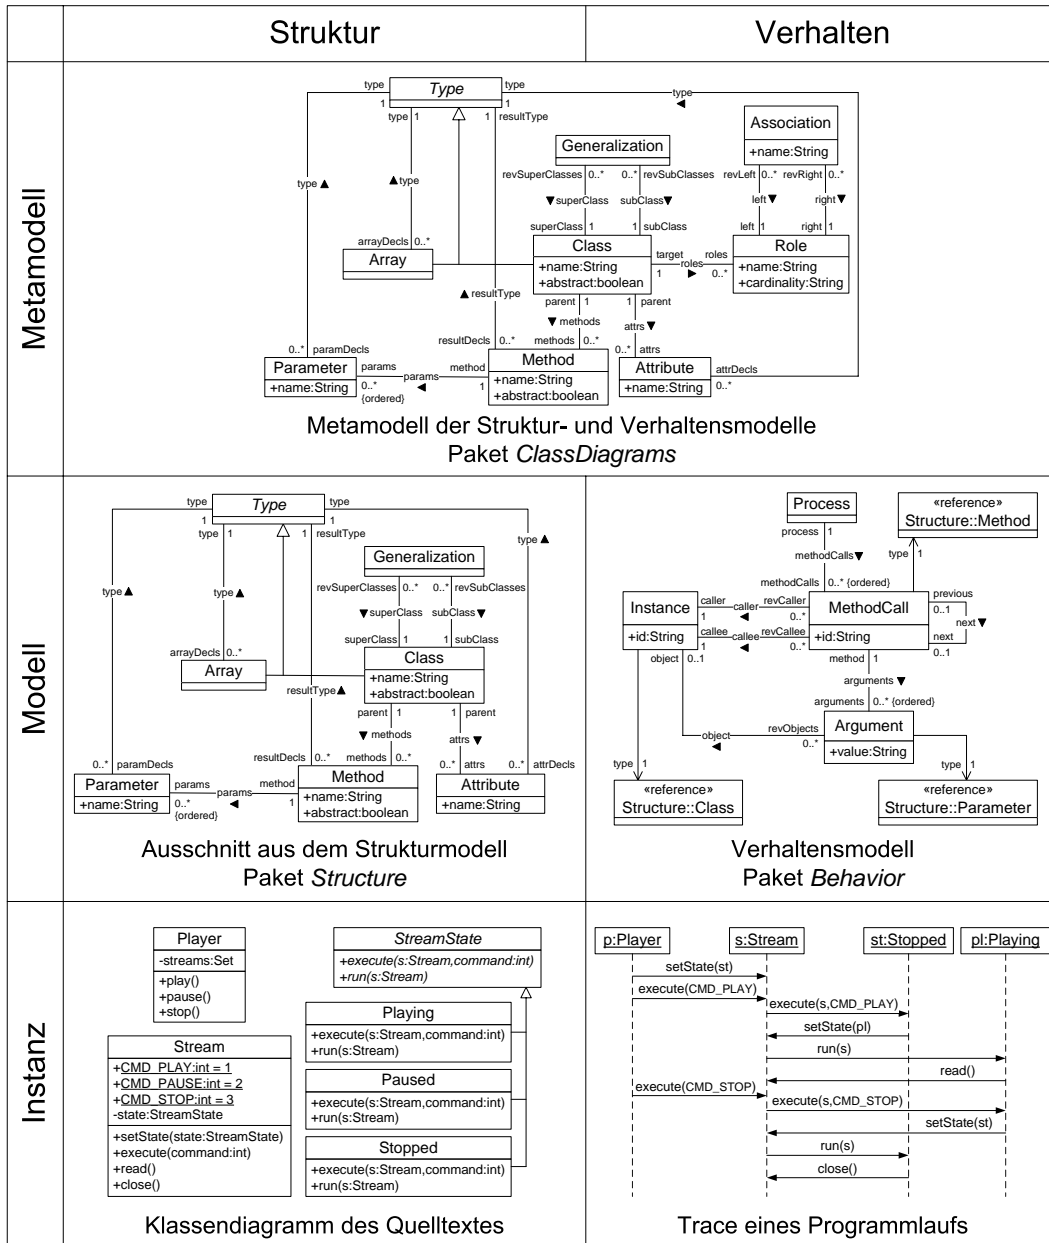 Struktur
Verhalten
Metamodell
type
Type
type
1
type 1
1 resultType
1
type
type
type
resultType
Association
+name:String
Generalization
revSuperClasses 0..* 0..* revSubClasses
superClass subClass
superClass 1 1 subClass
revLeft 0..* revRight 0..*
left right
left 1 right 1
arrayDecls 0..*
Array
Class
+name:String
+abstract:boolean
target roles roles
1 0..*
Role
+name:String
+cardinality:String
parent 1 1 parent
methods attrs
resultDecls 0..* methods 0..* 0..* attrs
0..* paramDecls
Parameter
+name:String
params params method
0..* 1
{ordered}
Method
+name:String
+abstract:boolean
Attribute
+name:String
attrDecls
0..*
Metamodell der Struktur- und Verhaltensmodelle
Paket ClassDiagrams
Modell
type
Type
type
1
type 1
1 resultType
1
type
type
type
resultType
Generalization
revSuperClasses 0..* 0..* revSubClasses
superClass subClass
superClass 1 1 subClass
arrayDecls 0..*
Array
Class
+name:String
+abstract:boolean
parent 1 1 parent
methods attrs
resultDecls 0..* methods 0..* 0..* attrs 0..* attrDecls
0..* paramDecls
Parameter
+name:String
params params method
0..* 1
{ordered}
Method
+name:String
+abstract:boolean
Attribute
+name:String
Ausschnitt aus dem Strukturmodell
Paket Structure
Process
process 1
methodCalls
methodCalls 0..* {ordered}
«reference»
Structure::Method
type 1
Instance
+id:String
caller caller revCaller
1 0..*
callee callee revCallee
1 0..*
MethodCall
+id:String
previous
0..1
next
next
0..1
object 0..1
method 1
arguments
arguments 0..* {ordered}
object revObjects
0..*
Argument
+value:String
type 1
type 1
«reference»
Structure::Class
«reference»
Structure::Parameter
Verhaltensmodell
Paket Behavior
Instanz
Player
-streams:Set
+play()
+pause()
+stop()
Stream
+CMD_PLAY:int = 1
+CMD_PAUSE:int = 2
+CMD_STOP:int = 3
-state:StreamState
+setState(state:StreamState)
+execute(command:int)
+read()
+close()
StreamState
+execute(s:Stream,command:int)
+run(s:Stream)
Playing
+execute(s:Stream,command:int)
+run(s:Stream)
Paused
+execute(s:Stream,command:int)
+run(s:Stream)
Stopped
+execute(s:Stream,command:int)
+run(s:Stream)
Klassendiagramm des Quelltextes
p:Player s:Stream st:Stopped pl:Playing
setState(st)
execute(CMD_PLAY)
execute(s,CMD_PLAY)
setState(pl)
run(s)
read()
execute(CMD_STOP)
execute(s,CMD_STOP)
setState(st)
run(s)
close()
Trace eines Programmlaufs